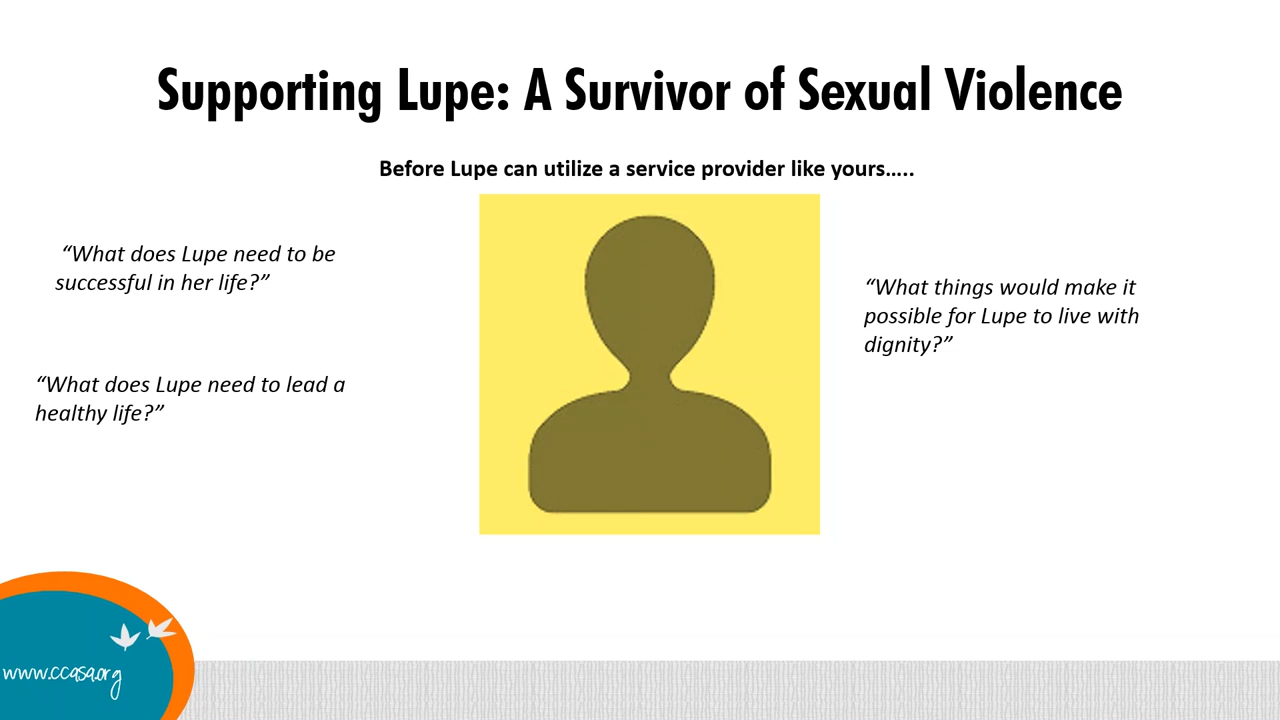 Supporting Lupe: A Survivor of Sexual Violence
Before Lupe can utilize a service provider like yours…..
“What does Lupe need to be
successful in her life?”
“What things would make it
possible for Lupe to live with
dignity?”
“What does Lupe need to lead a
healthy life?”
www.ccasa.org